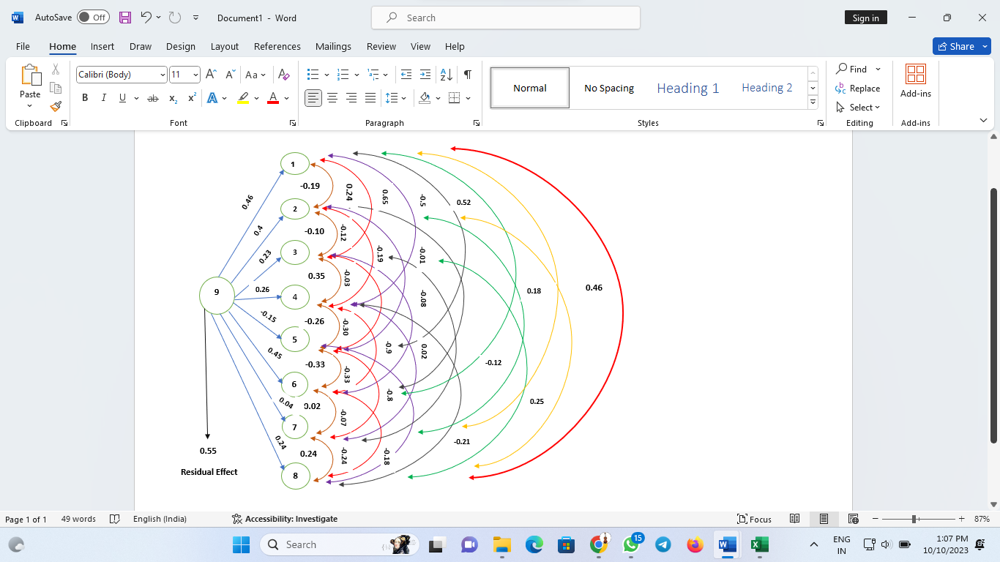 AutoSave Off Document1 - Word Search Sign in
File Home Insert Draw Design Layout References Mailings Review View Help Share
Paste
Clipboard
Calibri (Body) 11 A A Aa A
B I U ab x2 x2 A A
Font
Paragraph
Normal No Spacing Heading 1 Heading 2
Styles
Find
Replace
Select
Editing
Add-ins
Add-ins
1
-0.19
0.24
0.65
-0.5
0.52
0.46
2
0.4
-0.10
-0.12
-0.19
-0.01
3
0.23
0.35
-0.03
-0.08
0.18
0.46
9
0.26
4
-0.15
-0.26
-0.30
-0.9
0.02
-0.12
5
0.45
-0.33
-0.33
-0.8
0.25
6
0.04
0.02
-0.07
-0.21
7
0.24
0.24
-0.24
-0.18
8
0.55
Residual Effect
Page 1 of 1 49 words English (India) Accessibility: Investigate Focus 87%
Search 15 ENG 1:07 PM
IN 10/10/2023